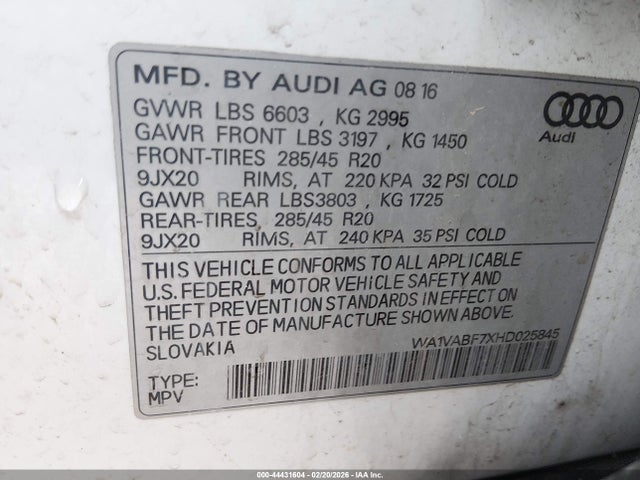 MFD. BY AUDI AG 08 16
GVWR LBS 6603 , KG 2995
GAWR FRONT LBS 3197 , KG 1450
FRONT-TIRES 285/45 R20
9JX20 RIMS, AT 220 KPA 32 PSI COLD
GAWR REAR LBS3803 , KG 1725
REAR-TIRES, 285/45 R20
9JX20 RIMS, AT 240 KPA 35 PSI COLD
Audi
THIS VEHICLE CONFORMS TO ALL APPLICABLE
U.S. FEDERAL MOTOR VEHICLE SAFETY AND
THEFT PREVENTION STANDARDS IN EFFECT ON
THE DATE OF MANUFACTURE SHOWN ABOVE.
SLOVAKIA
WA1VABF7XHD025845
TYPE:
MPV
000-44431604 - 02/20/2026 - IAAI.COM